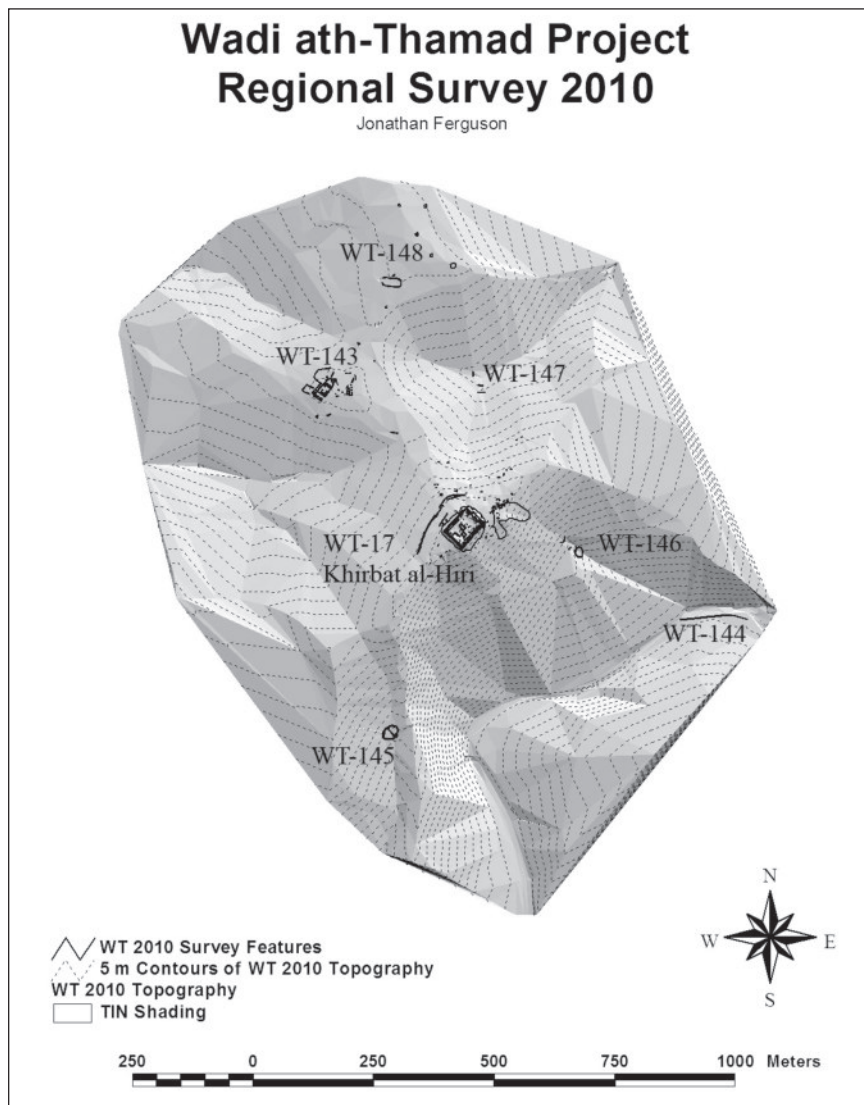 Wadi ath-Thamad Project
Regional Survey 2010
Jonathan Ferguson
WT-148
WT-143
WT-147
WT-17
Khirbat al-Hiri
WT-146
WT-144
WT-145
N
W
E
S
WT 2010 Survey Features
5 m Contours of WT 2010 Topography
WT 2010 Topography
TIN Shading
250 0 250 500 750 1000 Meters